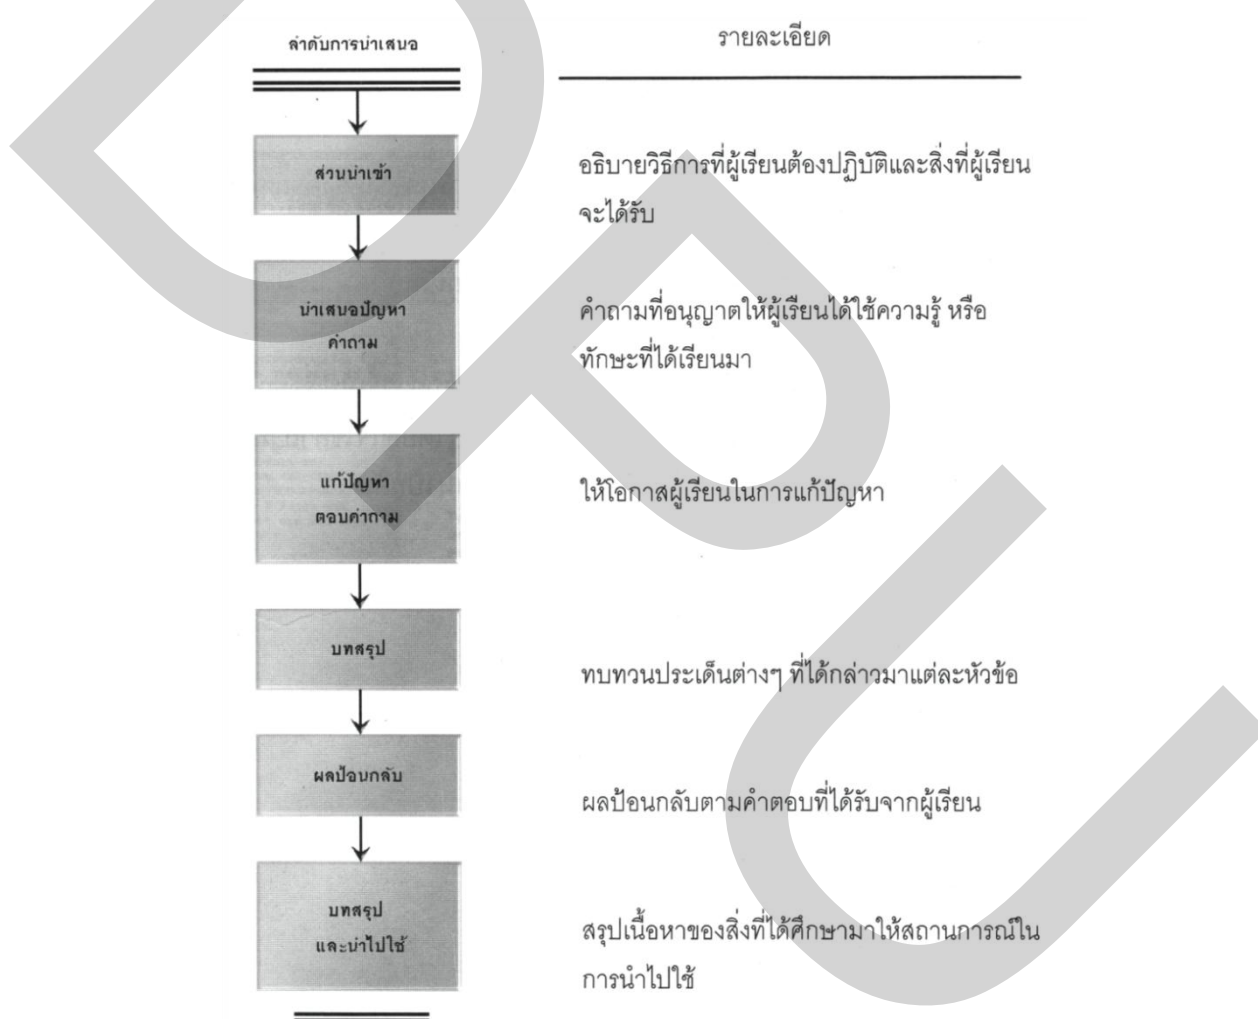 ลำดับการนำเสนอ
รายละเอียด
ส่วนนำเข้า
อธิบายวิธีการที่ผู้เรียนต้องปฏิบัติและสิ่งที่ผู้เรียน
จะได้รับ
นำเสนอปัญหา
คำถาม
คำถามที่อนุญาตให้ผู้เรียนได้ใช้ความรู้ หรือ
ทักษะที่ได้เรียนมา
แก้ปัญหา
ตอบคำถาม
ให้โอกาสผู้เรียนในการแก้ปัญหา
บทสรุป
ทบทวนประเด็นต่างๆ ที่ได้กล่าวมาแต่ละหัวข้อ
ผลป้อนกลับ
ผลป้อนกลับตามคำตอบที่ได้รับจากผู้เรียน
บทสรุป
และนำไปใช้
สรุปเนื้อหาของสิ่งที่ได้ศึกษามาให้สถานการณ์ใน
การนำไปใช้
DPU